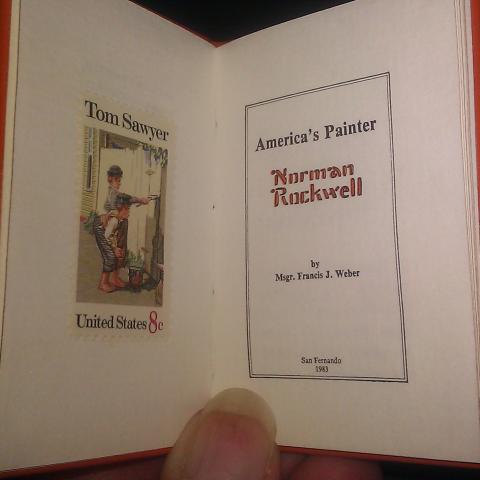 Tom Sawyer
United States 8c
America's Painter
Norman
Rockwell
by
Msgr. Francis J. Weber
San Fernando
1983